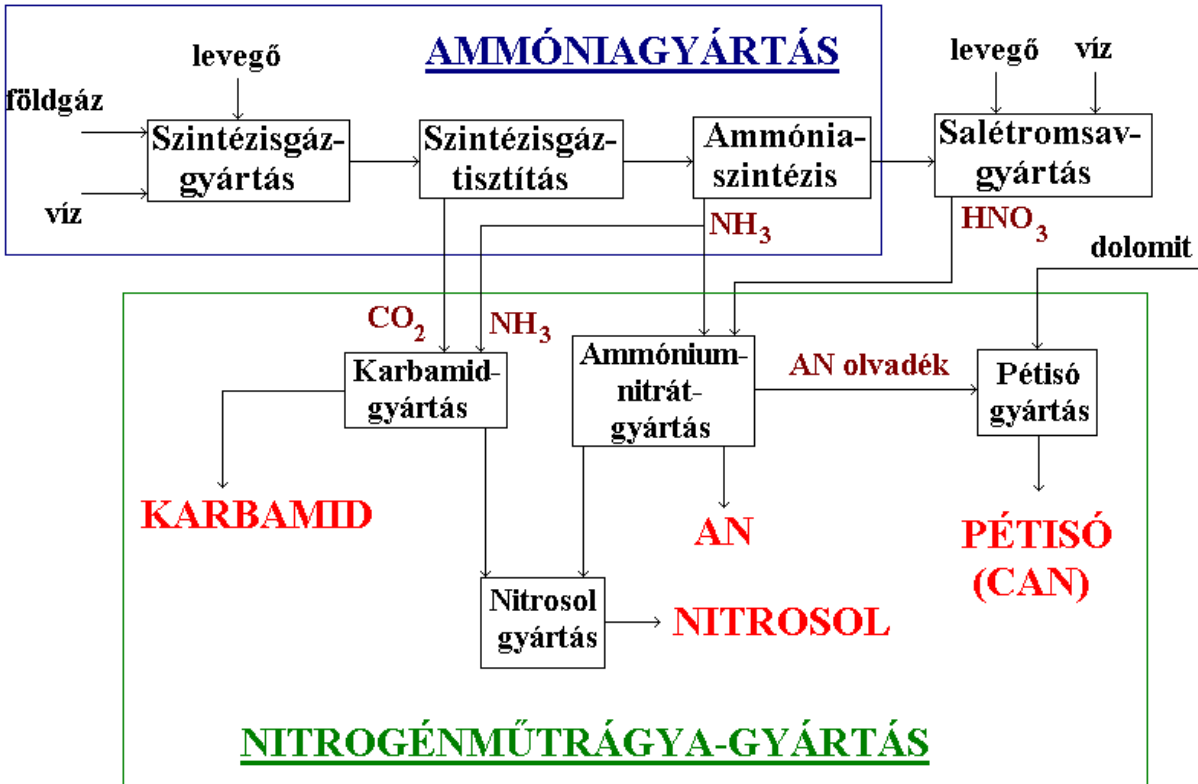 AMMÓNIAGYÁRTÁS
levegő
levegő
víz
földgáz
Szintézisgáz-
gyártás
Szintézisgáz-
tisztítás
Ammónia-
szintézis
Salétromsav-
gyártás
víz
NH3
HNO3
dolomit
CO2
NH3
Karbamid-
gyártás
Ammónium-
nitrát-
gyártás
AN olvadék
Pétisó
gyártás
KARBAMID
AN
PÉTISÓ
(CAN)
Nitrosol
gyártás
NITROSOL
NITROGÉNMŰTRÁGYA-GYÁRTÁS